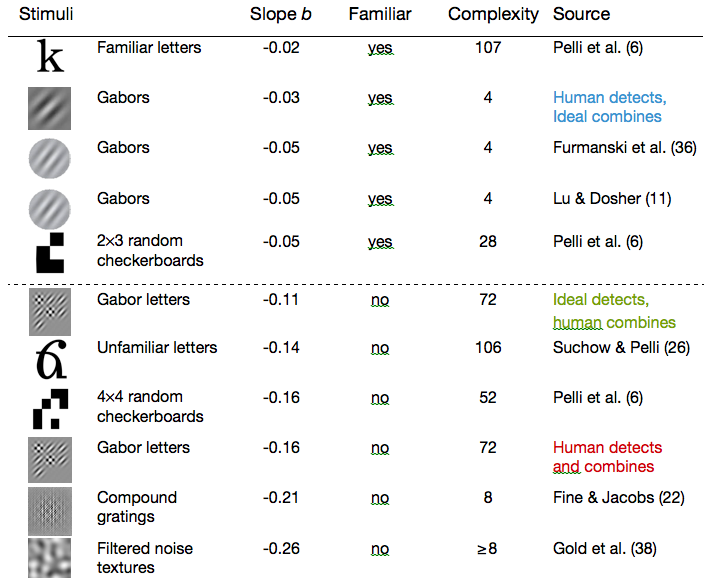 Stimuli Slope b Familiar Complexity Source
k Familiar letters -0.02 yes 107 Pelli et al. (6)
Gabors -0.03 yes 4 Human detects,
Ideal combines
Gabors -0.05 yes 4 Furmanski et al. (36)
Gabors -0.05 yes 4 Lu & Dosher (11)
2×3 random -0.05 yes 28 Pelli et al. (6)
checkerboards
Gabor letters -0.11 no 72 Ideal detects,
human combines
Unfamiliar letters -0.14 no 106 Suchow & Pelli (26)
4×4 random -0.16 no 52 Pelli et al. (6)
checkerboards
Gabor letters -0.16 no 72 Human detects
and combines
Compound -0.21 no 8 Fine & Jacobs (22)
gratings
Filtered noise -0.26 no ≥8 Gold et al. (38)
textures